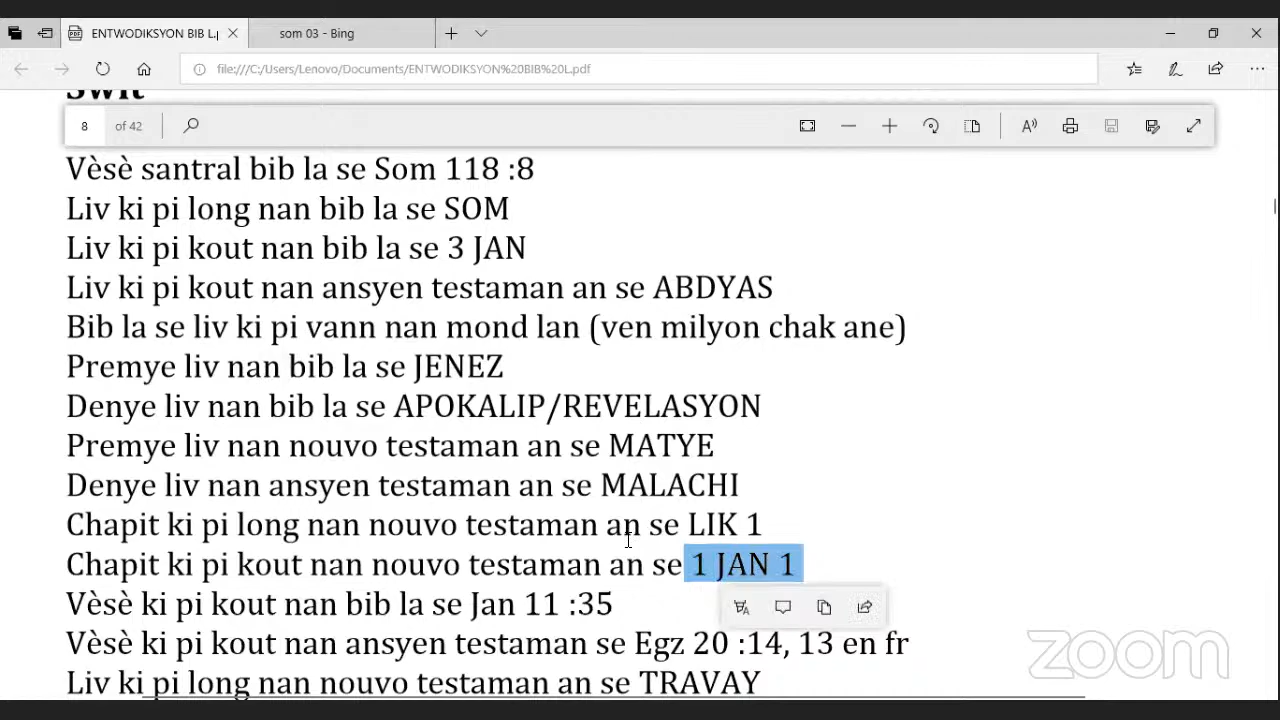 ENTWODIKSYON BIB L.p
som 03 - Bing
file:///C:/Users/Lenovo/Documents/ENTWODIKSYON%20BIB%20L.pdf
Swit
8 of 42
Vèsè santral bib la se Som 118 :8
Liv ki pi long nan bib la se SOM
Liv ki pi kout nan bib la se 3 JAN
Liv ki pi kout nan ansyen testaman an se ABDYAS
Bib la se liv ki pi vann nan mond lan (ven milyon chak ane)
Premye liv nan bib la se JENEZ
Denye liv nan bib la se APOKALIP/REVELASYON
Premye liv nan nouvo testaman an se MATYE
Denye liv nan ansyen testaman an se MALACHI
Chapit ki pi long nan nouvo testaman an se LIK 1
Chapit ki pi kout nan nouvo testaman an se 1 JAN 1
Vèsè ki pi kout nan bib la se Jan 11 :35
Vèsè ki pi kout nan ansyen testaman se Egz 20 :14, 13 en fr
Liv ki pi long nan nouvo testaman an se TRAVAY
zoom